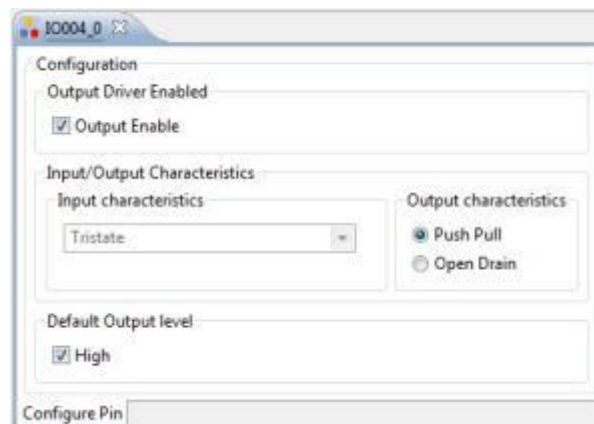 IO004_0
Configuration
Output Driver Enabled
Output Enable
Input/Output Characteristics
Input characteristics
Output characteristics
Tristate
Push Pull
Open Drain
Default Output level
High
Configure Pin